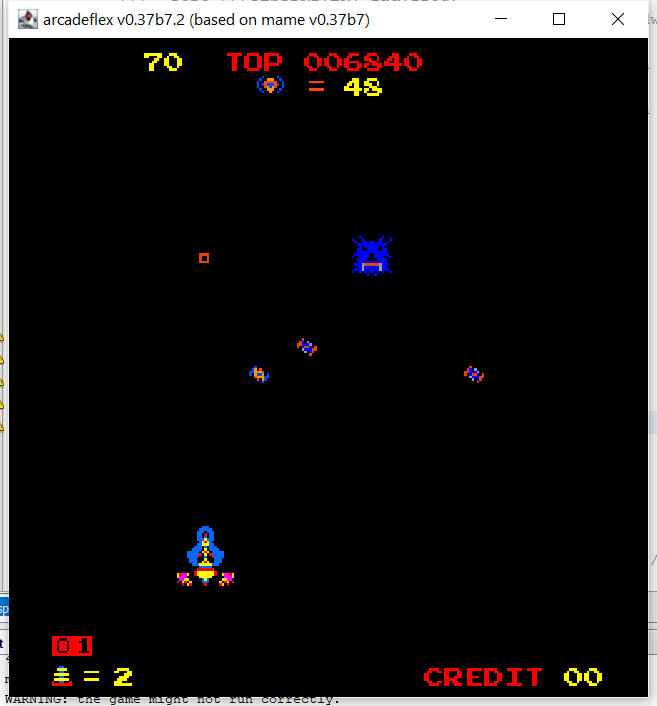 arcadeflex v0.37b7.2 (based on mame v0.37b7)
70 TOP 006840
= 48
01
= 2 CREDIT 00
WARNING: the game might not run correctly.